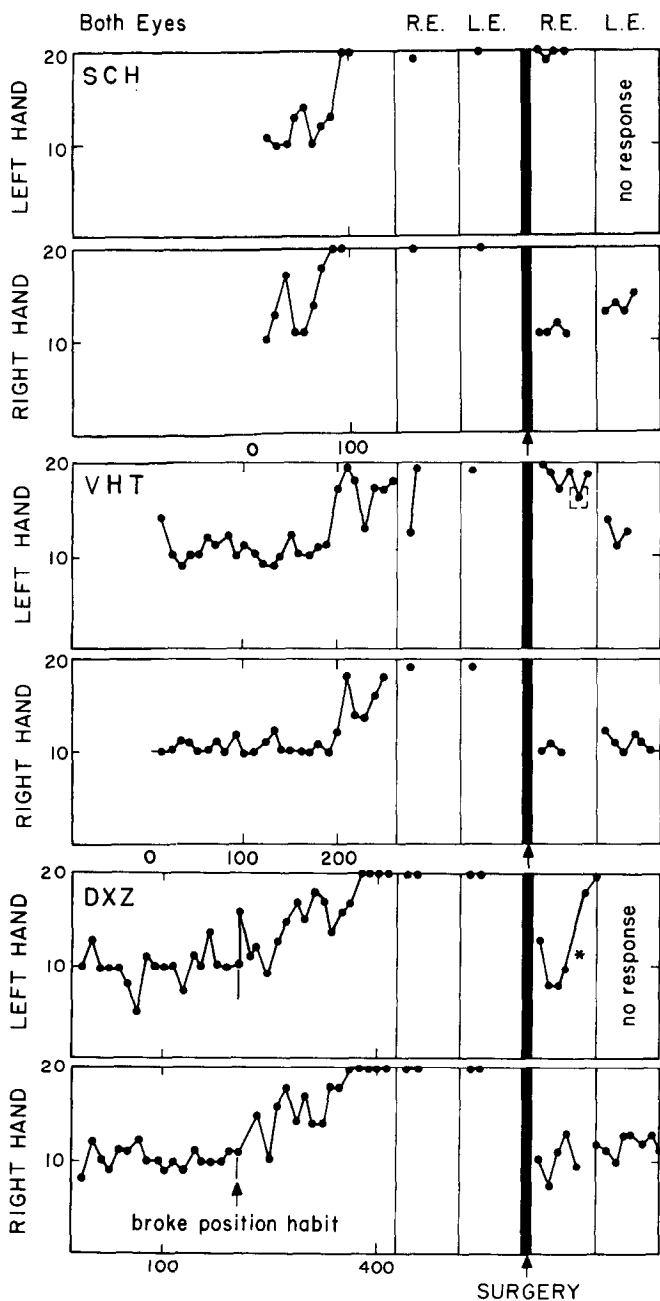 Both Eyes R.E. L.E. R.E. L.E.
SCH
LEFT HAND
20
10
no response
RIGHT HAND
20
10
0 100
VHT
LEFT HAND
20
10
RIGHT HAND
20
10
0 100 200
DXZ
LEFT HAND
20
10
*
no response
RIGHT HAND
20
10
broke position habit
100 400
SURGERY